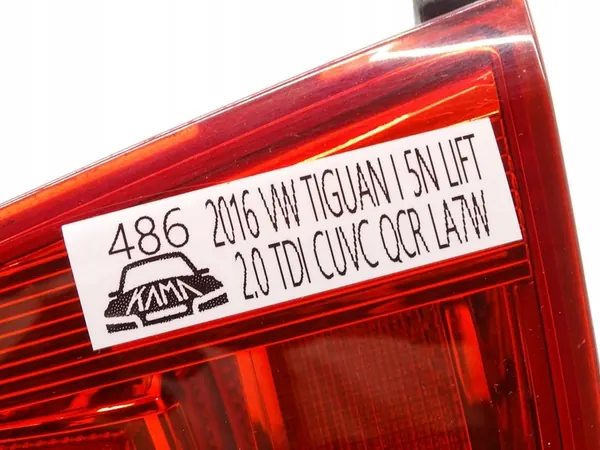 486
KAMA
2016 VW TIGUAN I 5N LIFT
2.0 TDI CUVC QCR LA7W